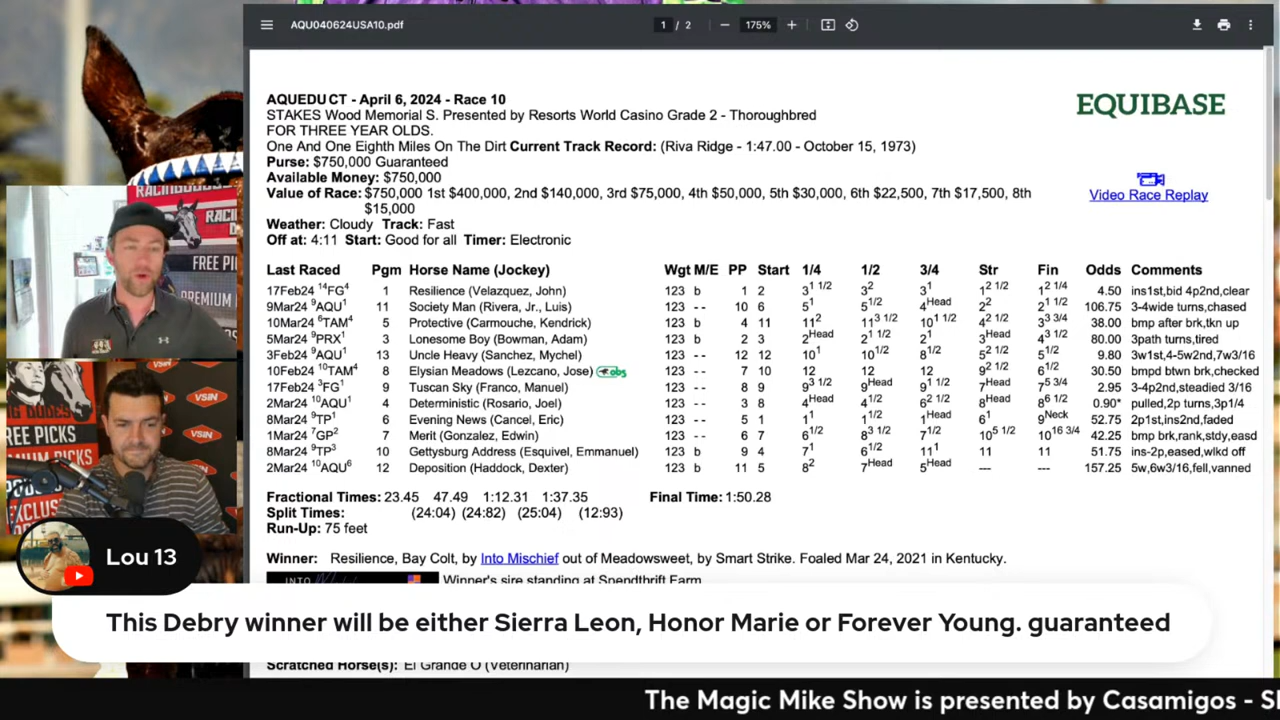 AQU040624USA10.pdf
1 / 2
175%
AQUEDUCT - April 6, 2024 - Race 10
EQUIBASE
STAKES Wood Memorial S. Presented by Resorts World Casino Grade 2 - Thoroughbred
FOR THREE YEAR OLDS.
One And One Eighth Miles On The Dirt Current Track Record: (Riva Ridge - 1:47.00 - October 15, 1973)
Purse: $750,000 Guaranteed
Available Money: $750,000
Value of Race: $750,000 1st $400,000, 2nd $140,000, 3rd $75,000, 4th $50,000, 5th $30,000, 6th $22,500, 7th $17,500, 8th
$15,000
Video Race Replay
Weather: Cloudy Track: Fast
Off at: 4:11 Start: Good for all Timer: Electronic
Last Raced Pgm Horse Name (Jockey) Wgt M/E PP Start 1/4 1/2 3/4 Str Fin Odds Comments
17Feb24 14FG4 1 Resilience (Velazquez, John) 123 b 1 2 3 1 1/2 3 2 3 1 1 2 1 2 1/4 4.50 ins1st,bid 4p2nd,clear
9Mar24 9AQU1 11 Society Man (Rivera, Jr., Luis) 123 - - 10 6 5 1 5 1/2 4 Head 2 2 2 1 1/2 106.75 3-4wide turns,chased
10Mar24 6TAM4 5 Protective (Carmouche, Kendrick) 123 b 4 11 11 2 11 3 1/2 10 1 1/2 4 2 1/2 3 3 3/4 38.00 bmp after brk,tkn up
5Mar24 9PRX1 3 Lonesome Boy (Bowman, Adam) 123 b 2 3 2 Head 2 1 1/2 2 1 3 Head 4 3 1/2 80.00 3path turns,tired
3Feb24 9AQU1 13 Uncle Heavy (Sanchez, Mychel) 123 - - 12 12 10 1 10 1/2 8 1/2 5 2 1/2 5 1/2 9.80 3w1st,4-5w2nd,7w3/16
10Feb24 10TAM4 8 Elysian Meadows (Lezcano, Jose) obs 123 - - 7 10 12 12 12 9 2 1/2 6 1/2 30.50 bmpd btwn brk,checked
17Feb24 3FG1 9 Tuscan Sky (Franco, Manuel) 123 - - 8 9 9 3 1/2 9 Head 9 1 1/2 7 Head 7 5 3/4 2.95 3-4p2nd,steadied 3/16
2Mar24 10AQU1 4 Deterministic (Rosario, Joel) 123 - - 3 8 4 Head 4 1/2 6 2 1/2 8 Head 8 6 1/2 0.90* pulled,2p turns,3p1/4
8Mar24 9TP1 6 Evening News (Cancel, Eric) 123 - - 5 1 1 1 1 1/2 1 Head 6 1 9 Neck 52.75 2p1st,ins2nd,faded
1Mar24 7GP2 7 Merit (Gonzalez, Edwin) 123 - - 6 7 6 1/2 8 3 1/2 7 1/2 10 5 1/2 10 16 3/4 42.25 bmp brk,rank,stdy,easd
8Mar24 9TP3 10 Gettysburg Address (Esquivel, Emmanuel) 123 b 9 4 7 1 6 1/2 11 1 11 11 51.75 ins-2p,eased,wlkd off
2Mar24 10AQU6 12 Deposition (Haddock, Dexter) 123 b 11 5 8 2 7 Head 5 Head --- --- 157.25 5w,6w3/16,fell,vanned
Fractional Times: 23.45 47.49 1:12.31 1:37.35 Final Time: 1:50.28
Split Times: (24:04) (24:82) (25:04) (12:93)
Run-Up: 75 feet
Winner: Resilience, Bay Colt, by Into Mischief out of Meadowsweet, by Smart Strike. Foaled Mar 24, 2021 in Kentucky.
INTO
Winner's sire standing at Spendthrift Farm
Lou 13
This Debry winner will be either Sierra Leon, Honor Marie or Forever Young. guaranteed
Scratched Horse(s): El Grande O (Veterinarian)
The Magic Mike Show is presented by Casamigos -
FREE PI
PREMIUM
VSiN
VSiN
VSiN
REE PICKS